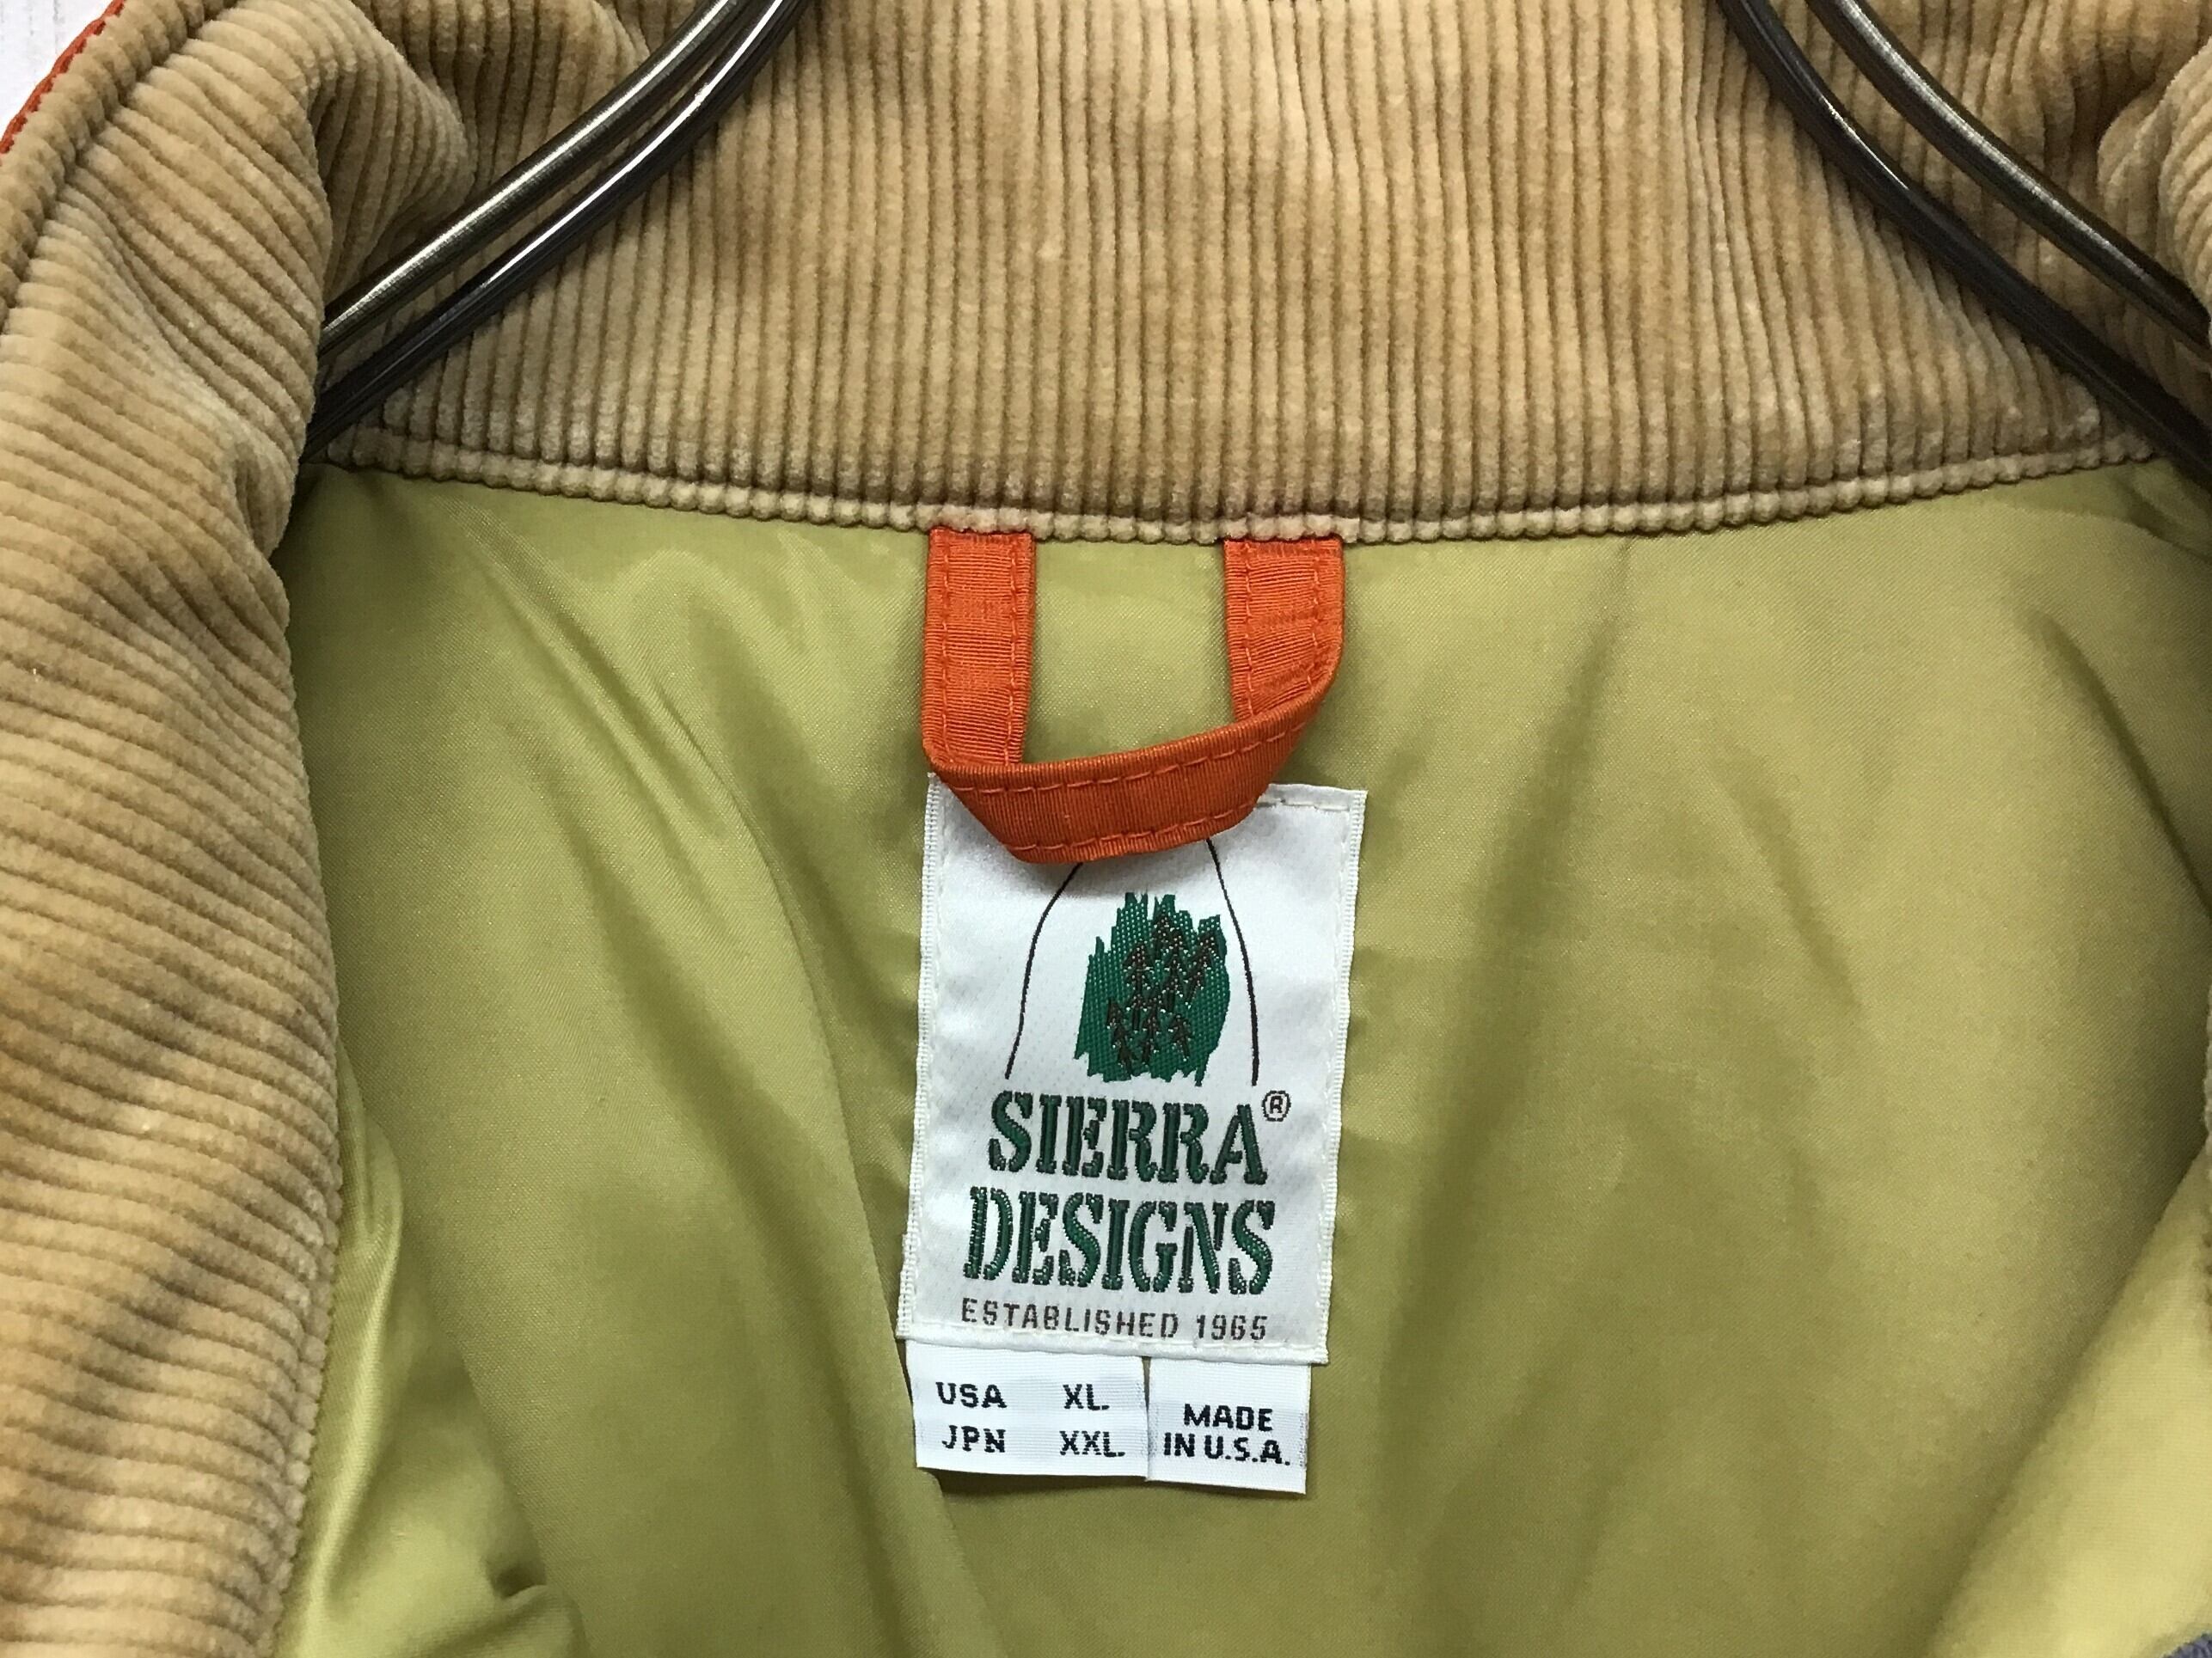 SIERRA®
DESIGNS
ESTABLISHED 1965
USA XL.
JPN XXL.
MADE
IN U.S.A.